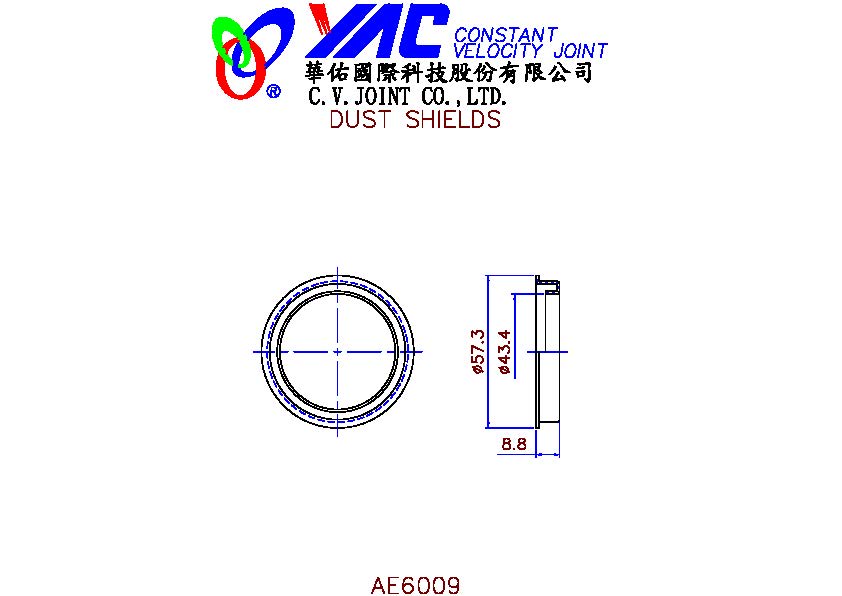 YAC CONSTANT
VELOCITY JOINT
®
華佑國際科技股份有限公司
C.V.JOINT CO.,LTD.
DUST SHIELDS
ø57.3
ø43.4
8.8
AE6009